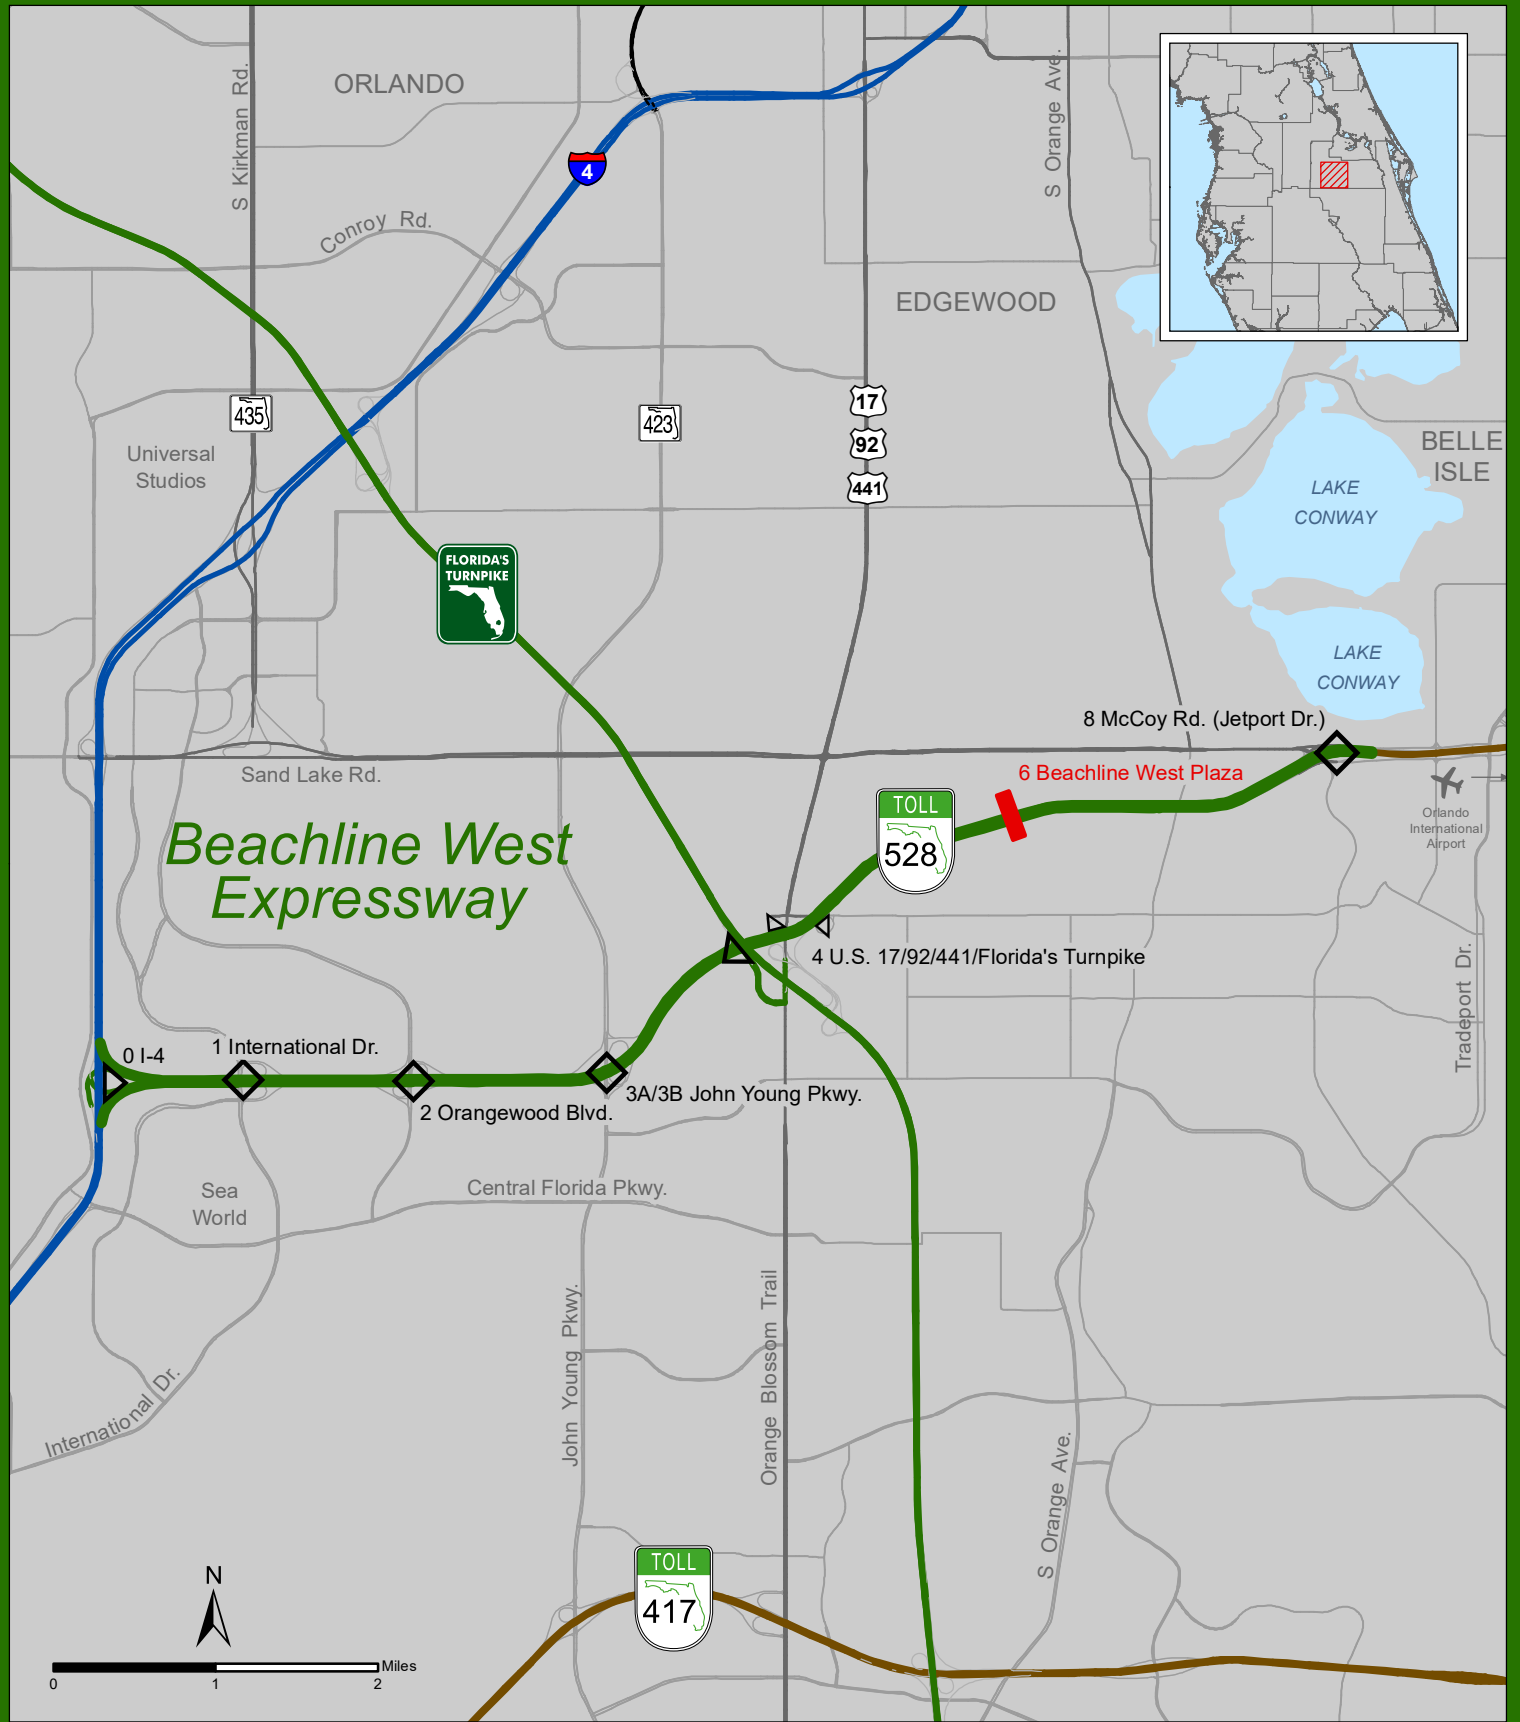 ORLANDO
S Kirkman Rd.
S Orange Ave.
4
Conroy Rd.
EDGEWOOD
435
423
17
92
441
Universal
Studios
BELLE
ISLE
LAKE
CONWAY
FLORIDA'S
TURNPIKE
LAKE
CONWAY
8 McCoy Rd. (Jetport Dr.)
Sand Lake Rd.
6 Beachline West Plaza
TOLL
528
Orlando
International
Airport
Beachline West
Expressway
4 U.S. 17/92/441/Florida's Turnpike
Tradeport Dr.
0 I-4
1 International Dr.
2 Orangewood Blvd.
3A/3B John Young Pkwy.
Sea
World
Central Florida Pkwy.
International Dr.
John Young Pkwy.
Orange Blossom Trail
S Orange Ave.
TOLL
417
N
Miles
0 1 2